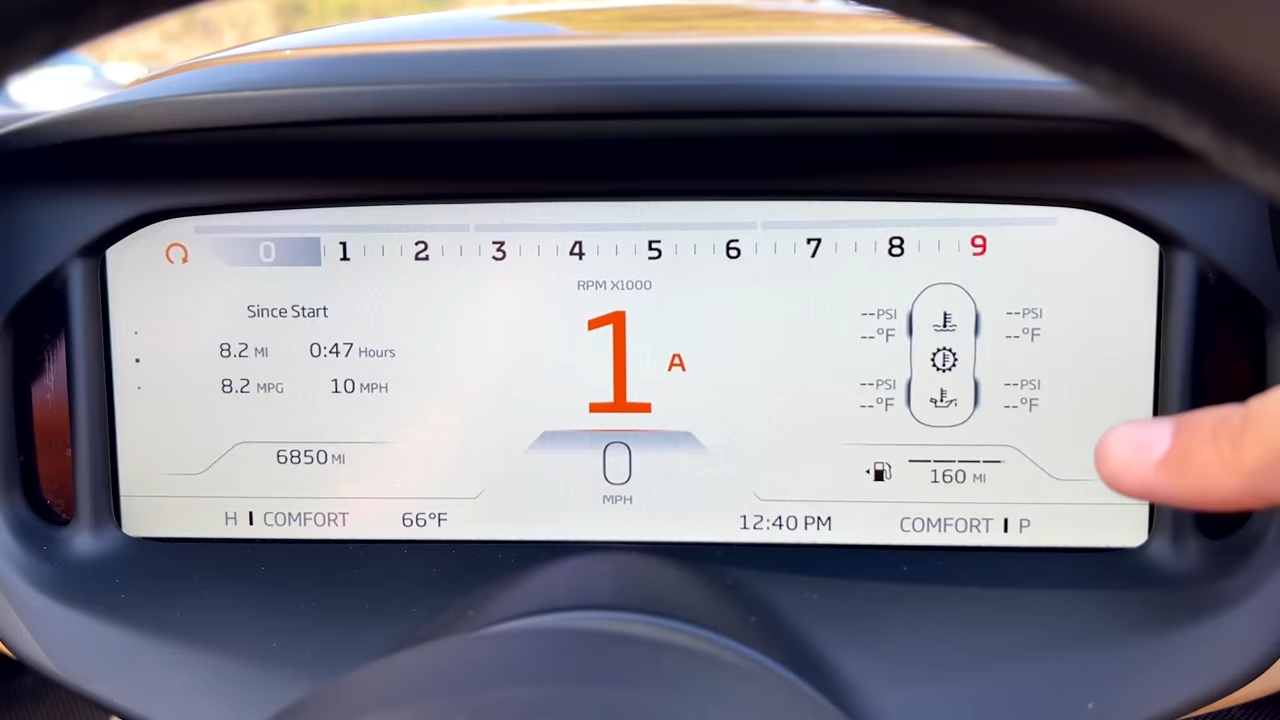 0 1 2 3 4 5 6 7 8 9
RPM X1000
Since Start
8.2 MI 0:47 Hours
8.2 MPG 10 MPH
6850 MI
H COMFORT 66°F
1 A
0
MPH
--PSI --PSI
--°F --°F
--PSI --PSI
--°F --°F
160 MI
12:40 PM COMFORT P